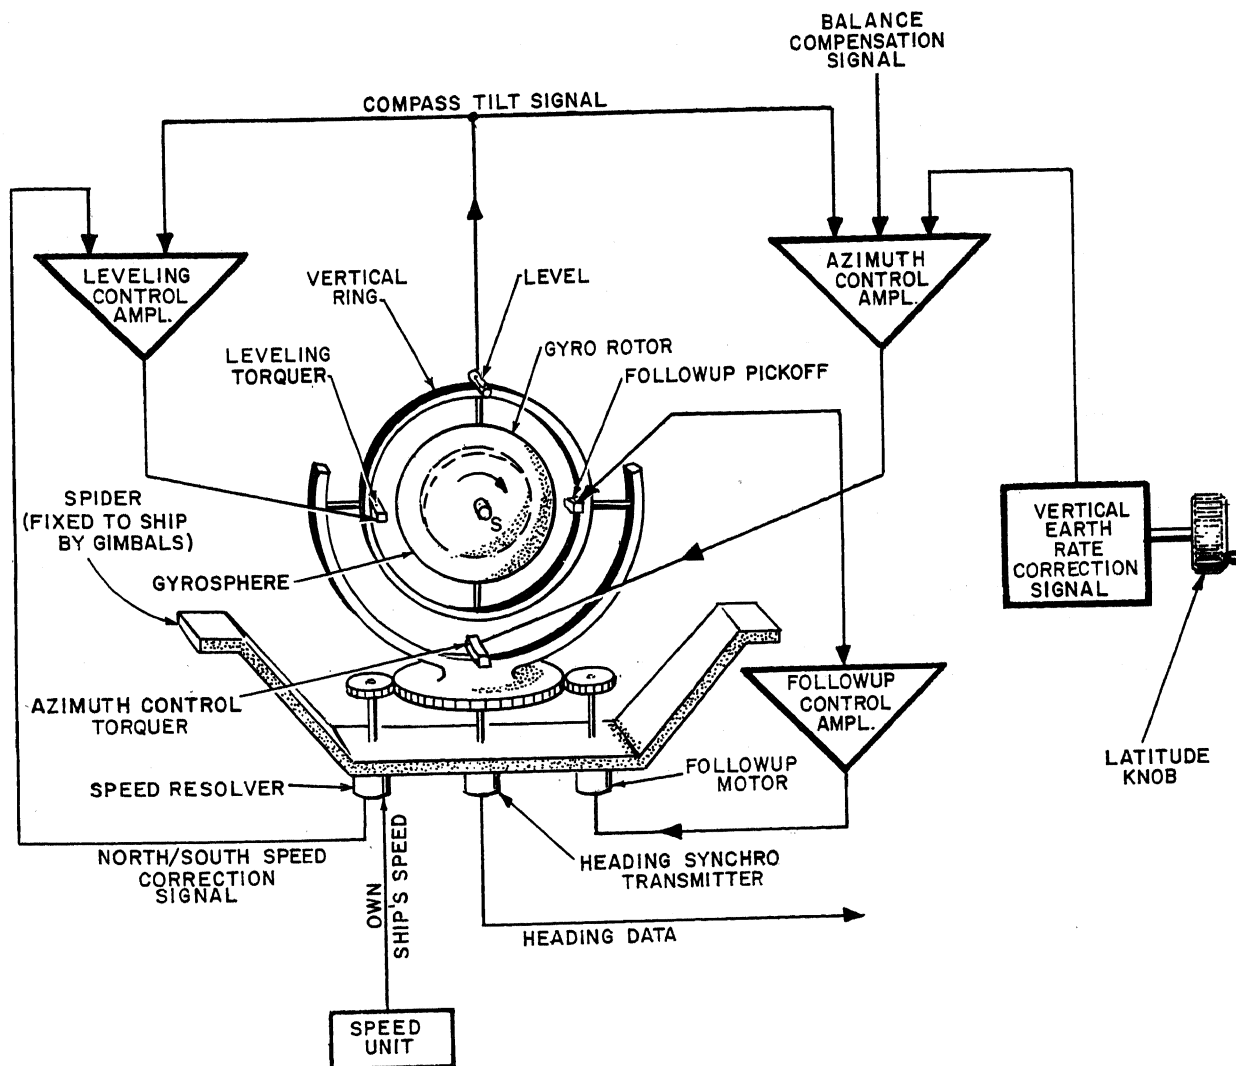 BALANCE
COMPENSATION
SIGNAL
COMPASS TILT SIGNAL
LEVELING
CONTROL
AMPL.
VERTICAL
RING
LEVEL
AZIMUTH
CONTROL
AMPL.
LEVELING
TORQUER
GYRO ROTOR
FOLLOWUP PICKOFF
SPIDER
(FIXED TO SHIP
BY GIMBALS)
S
GYROSPHERE
VERTICAL
EARTH
RATE
CORRECTION
SIGNAL
AZIMUTH CONTROL
TORQUER
FOLLOWUP
CONTROL
AMPL.
LATITUDE
KNOB
SPEED RESOLVER
FOLLOWUP
MOTOR
NORTH/SOUTH SPEED
CORRECTION
SIGNAL
OWN
SHIP'S SPEED
HEADING SYNCHRO
TRANSMITTER
HEADING DATA
SPEED
UNIT